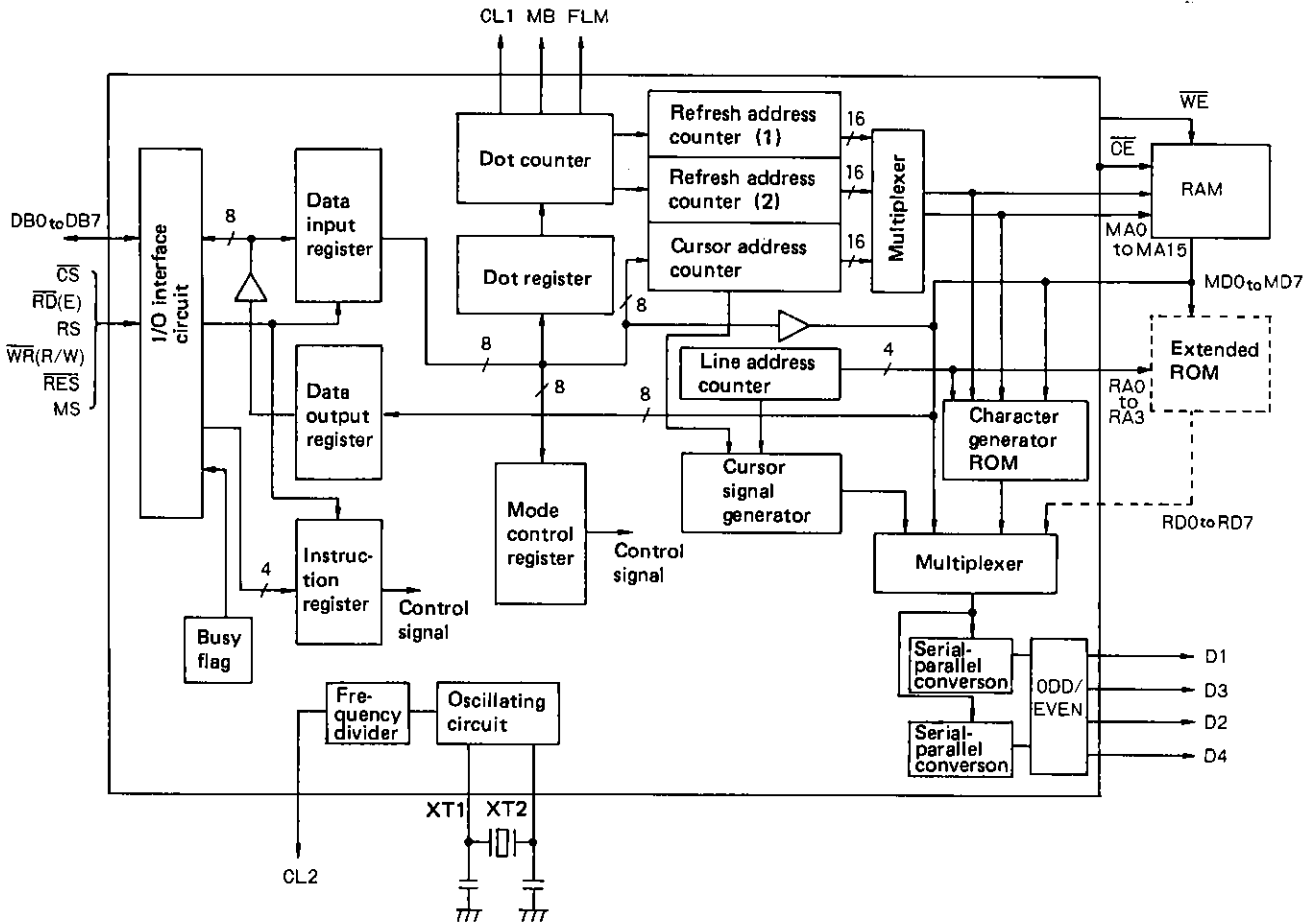 CL1 MB FLM
DB0 to DB7
CS
RD(E)
RS
WR(R/W)
RES
MS
I/O interface
circuit
8
Data
input
register
Data
output
register
4
Instruc-
tion
register
Control
signal
Busy
flag
Dot counter
Dot register
8
8
Mode
control
register
Control
signal
Refresh address
counter (1)
Refresh address
counter (2)
Cursor address
counter
16
16
16
Multiplexer
8
Line address
counter
4
8
Cursor
signal
generator
Character
generator
ROM
Multiplexer
WE
CE
RAM
MA0
to MA15
MD0 to MD7
Extended
ROM
RA0
to
RA3
RD0 to RD7
Serial-
parallel
converson
Serial-
parallel
converson
ODD/
EVEN
D1
D3
D2
D4
Fre-
quency
divider
Oscillating
circuit
XT1 XT2
CL2